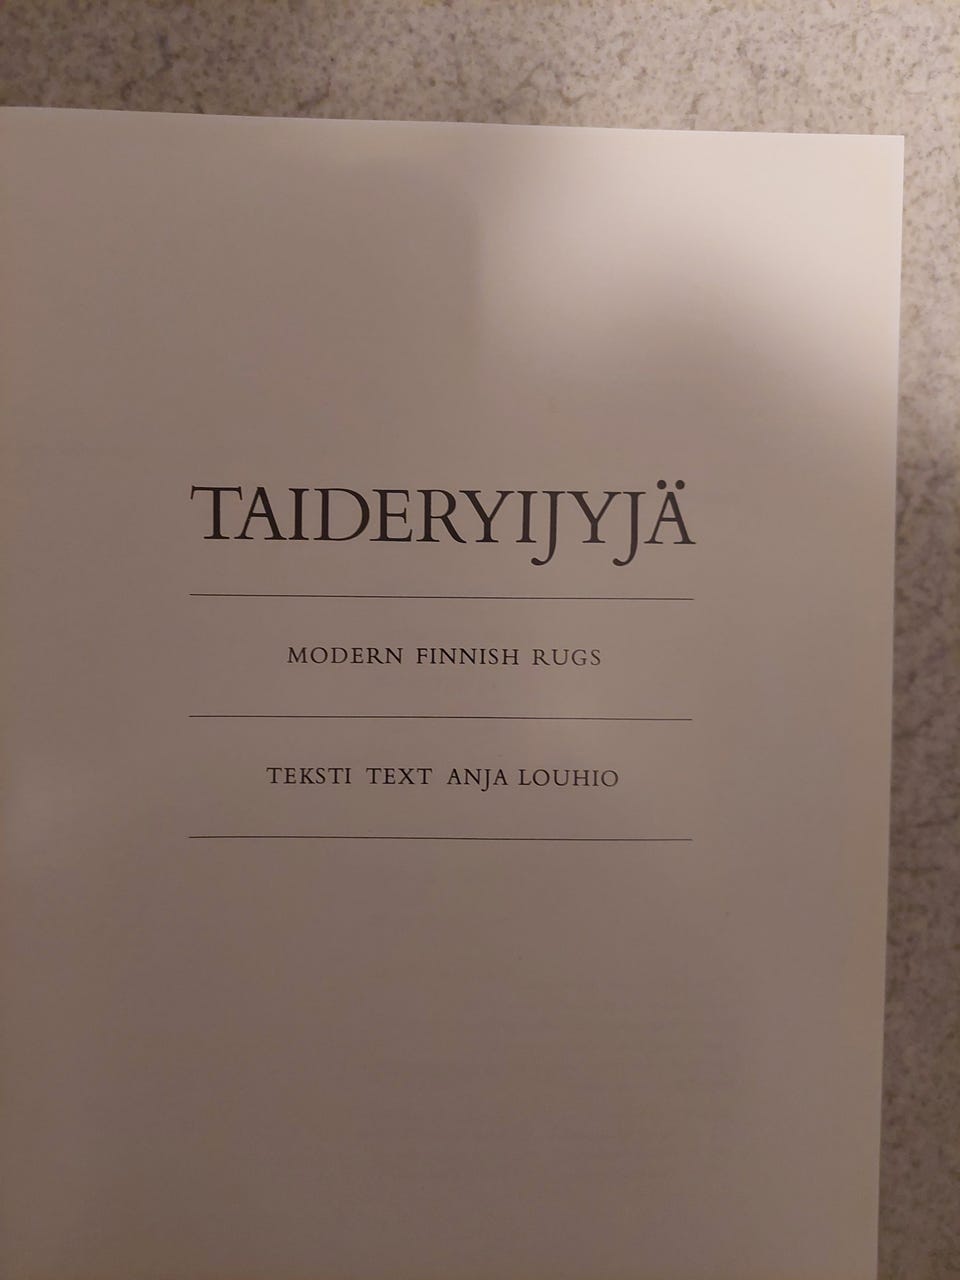 TAIDERYIJYJÄ
MODERN FINNISH RUGS
TEKSTI TEXT ANJA LOUHIO